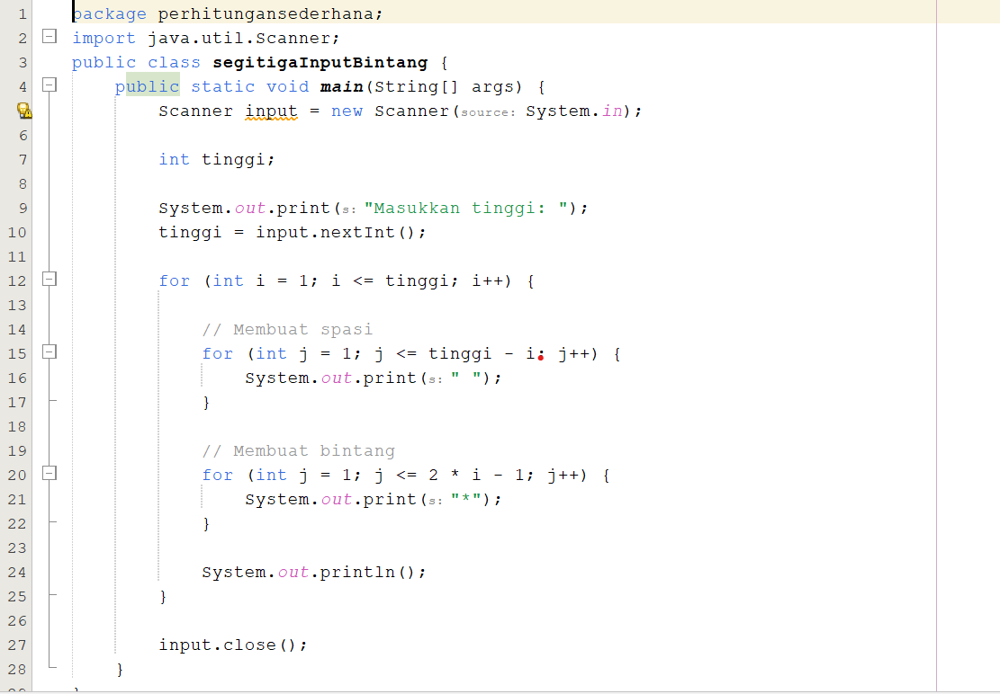 1 package perhitungansederhana;
2 import java.util.Scanner;
3 public class segitigaInputBintang {
4 public static void main(String[] args) {
Scanner input = new Scanner(source: System.in);
6
7 int tinggi;
8
9 System.out.print(s: "Masukkan tinggi: ");
10 tinggi = input.nextInt();
11
12 for (int i = 1; i <= tinggi; i++) {
13
14 // Membuat spasi
15 for (int j = 1; j <= tinggi - i; j++) {
16 System.out.print(s: " ");
17 }
18
19 // Membuat bintang
20 for (int j = 1; j <= 2 * i - 1; j++) {
21 System.out.print(s: "*");
22 }
23
24 System.out.println();
25 }
26
27 input.close();
28 }